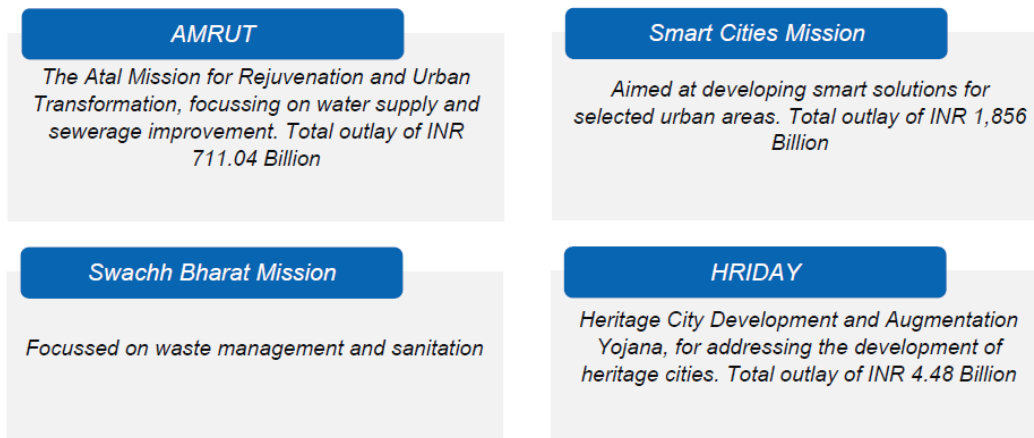 AMRUT
The Atal Mission for Rejuvenation and Urban
Transformation, focussing on water supply and
sewerage improvement. Total outlay of INR
711.04 Billion
Smart Cities Mission
Aimed at developing smart solutions for
selected urban areas. Total outlay of INR 1,856
Billion
Swachh Bharat Mission
Focussed on waste management and sanitation
HRIDAY
Heritage City Development and Augmentation
Yojana, for addressing the development of
heritage cities. Total outlay of INR 4.48 Billion